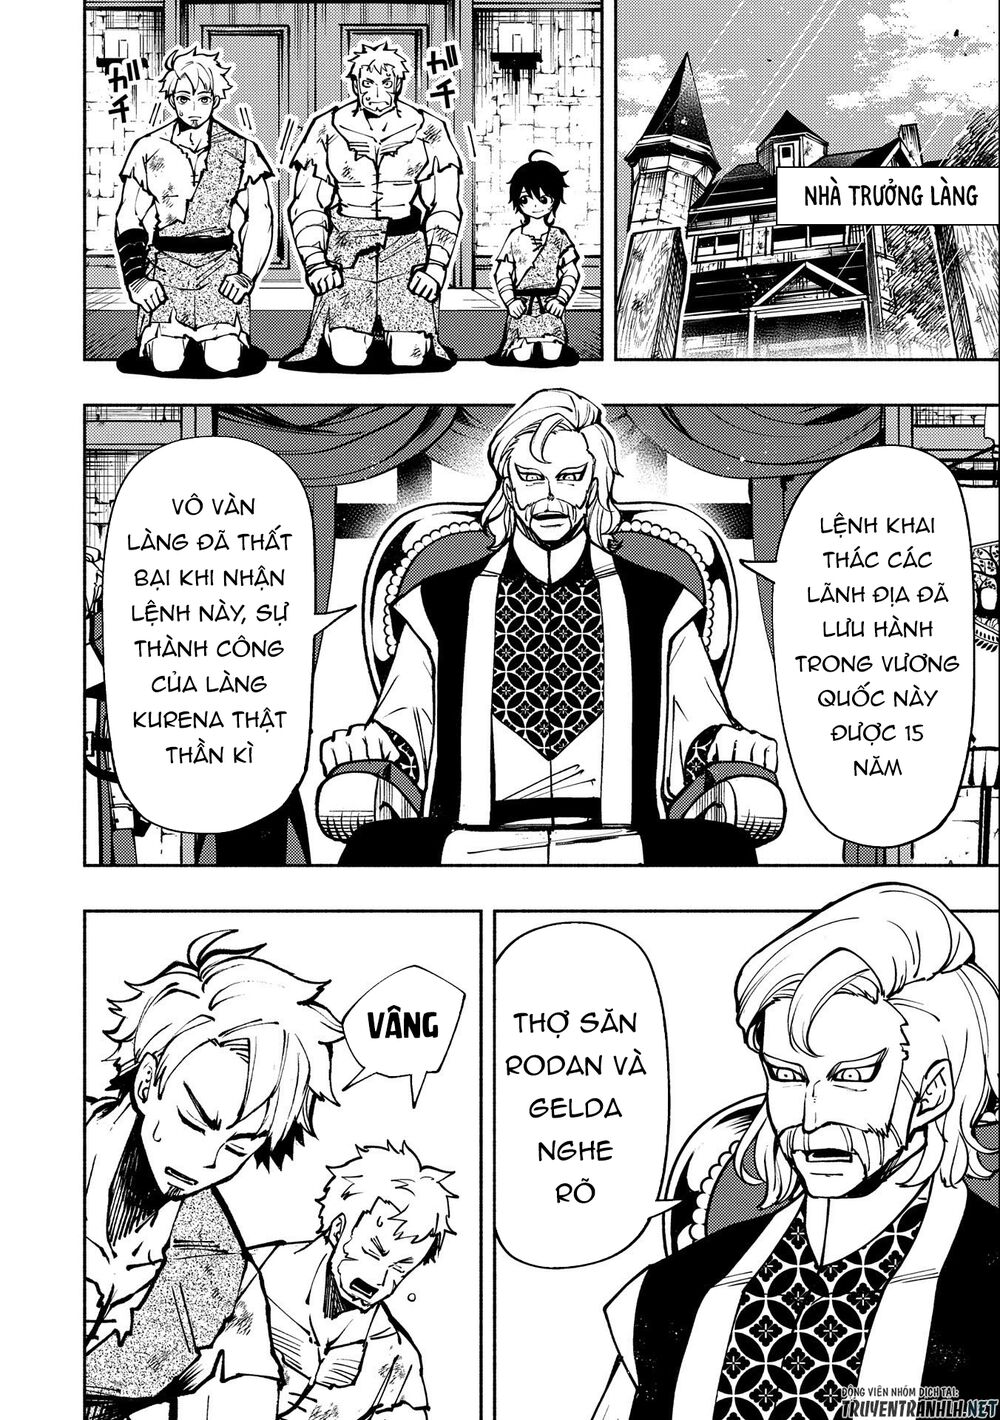 NHÀ TRƯỞNG LÀNG
ガチ
ガチ
LỆNH KHAI
THÁC CÁC
LÃNH ĐỊA ĐÃ
LƯU HÀNH
TRONG VƯƠNG
QUỐC NÀY
ĐƯỢC 15
NĂM
VÔ VÀN
LÀNG ĐÃ THẤT
BẠI KHI NHẬN
LỆNH NÀY, SỰ
THÀNH CÔNG
CỦA LÀNG
KURENA THẬT
THẦN KÌ
THỢ SĂN
RODAN VÀ
GELDA
NGHE
RÕ
VÂNG
ĐỘNG VIÊN NHÓM DỊCH TẠI:
TRUYENTRANHLH.NET